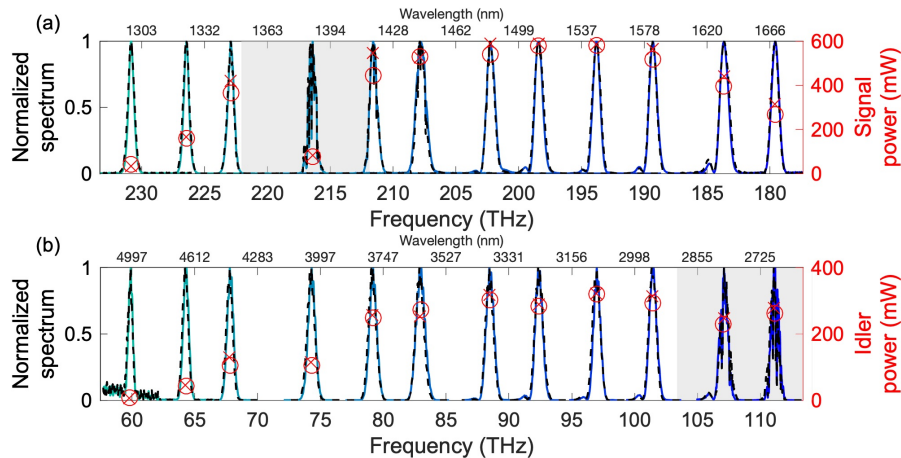 Wavelength (nm)
(a) 1303 1332 1363 1394 1428 1462 1499 1537 1578 1620 1666
1 600
0.5 400
200
0 0
Normalized
spectrum
Signal
power (mW)
230 225 220 215 210 205 200 195 190 185 180
Frequency (THz)
Wavelength (nm)
(b) 4997 4612 4283 3997 3747 3527 3331 3156 2998 2855 2725
1 400
0.5 200
0 0
Normalized
spectrum
Idler
power (mW)
60 65 70 75 80 85 90 95 100 105 110
Frequency (THz)